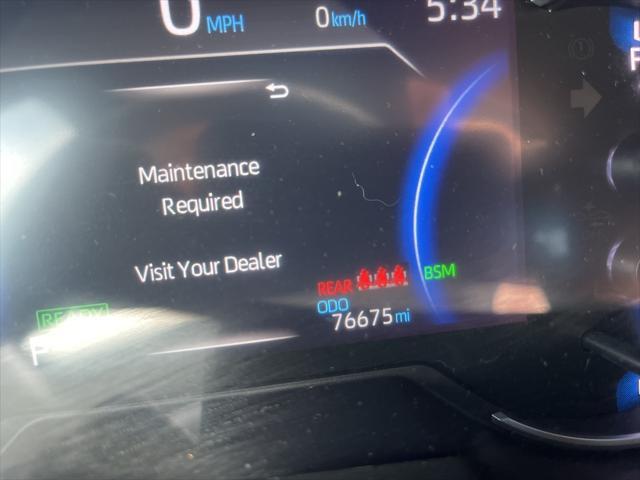 0 MPH 0 km/h 5:34
Maintenance
Required
Visit Your Dealer
REAR BSM
ODO
READY 76675 mi
P